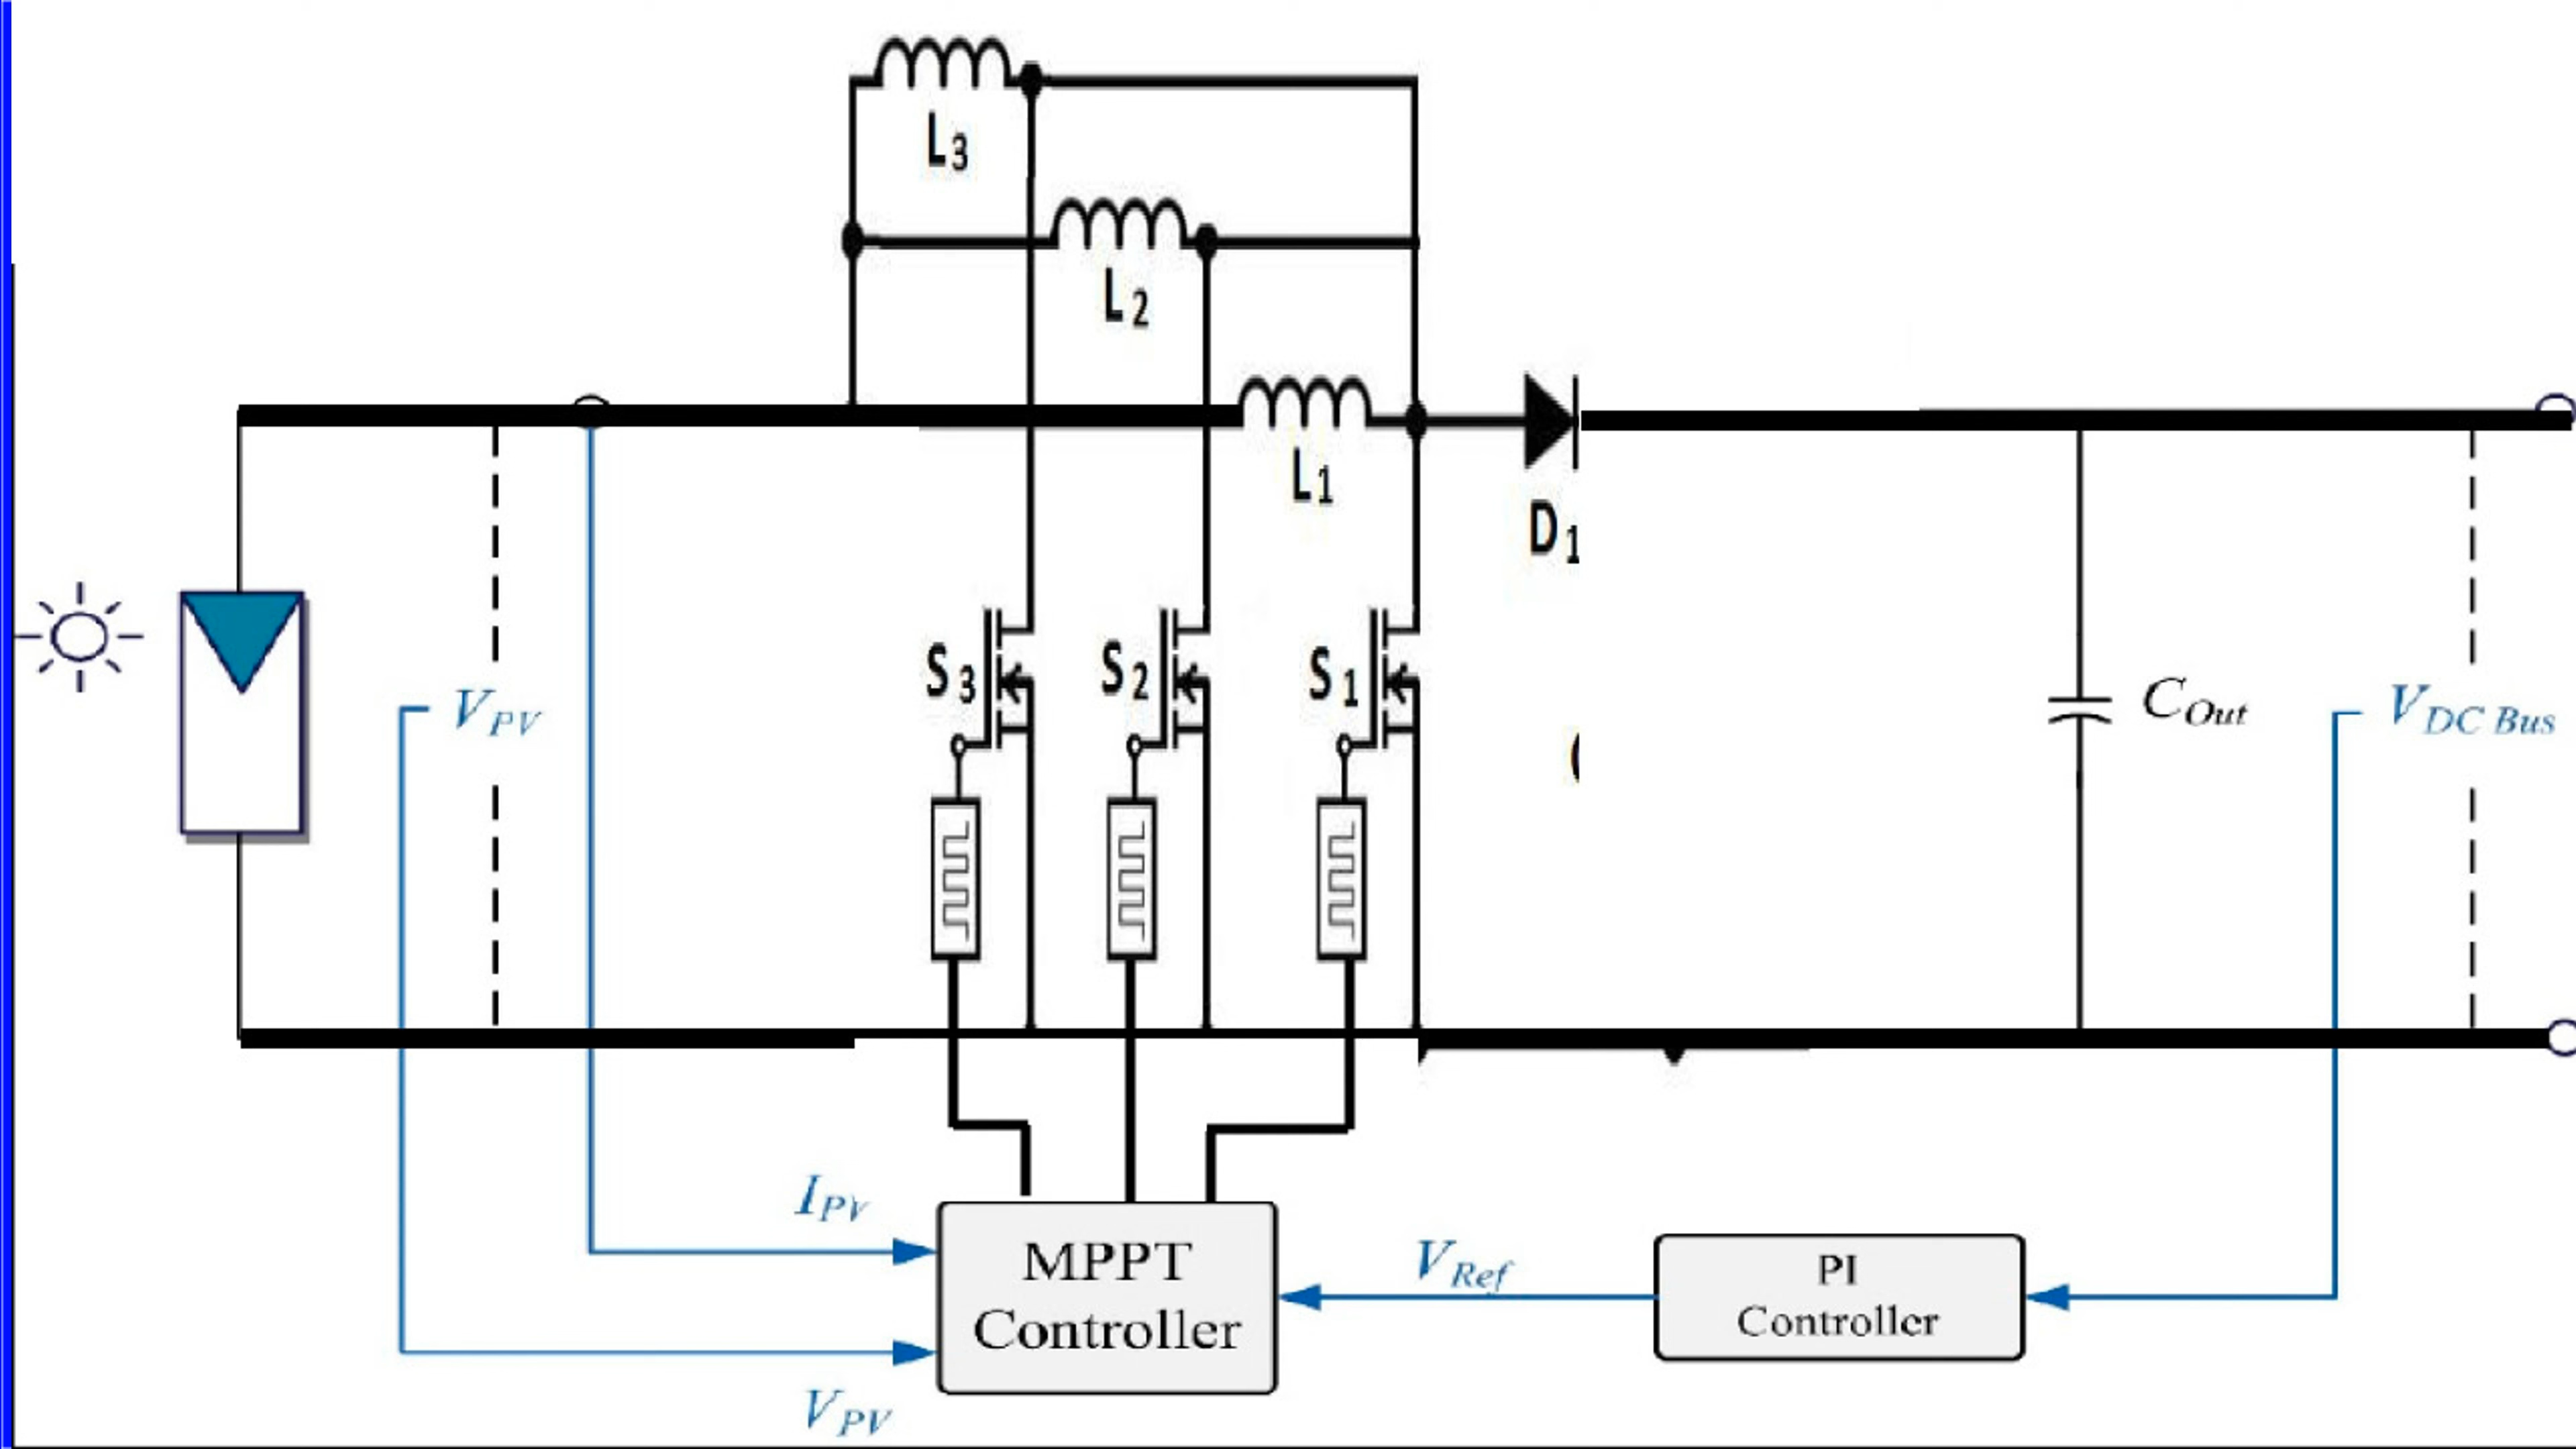 L3
L2
L1
D1
S3
S2
S1
VPV
COut
VDC Bus
IPV
MPPT
Controller
VRef
PI
Controller
VPV